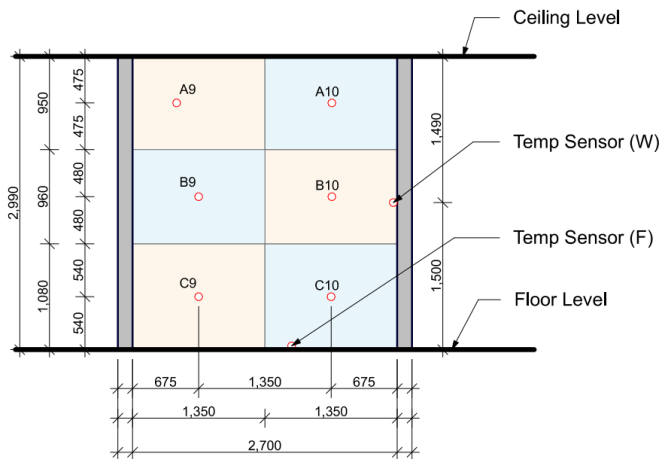 Ceiling Level
475
950
A9
A10
475
1,490
Temp Sensor (W)
480
B9
B10
2,990
960
480
Temp Sensor (F)
540
C9
C10
1,500
Floor Level
1,080
540
675
1,350
675
1,350
1,350
2,700